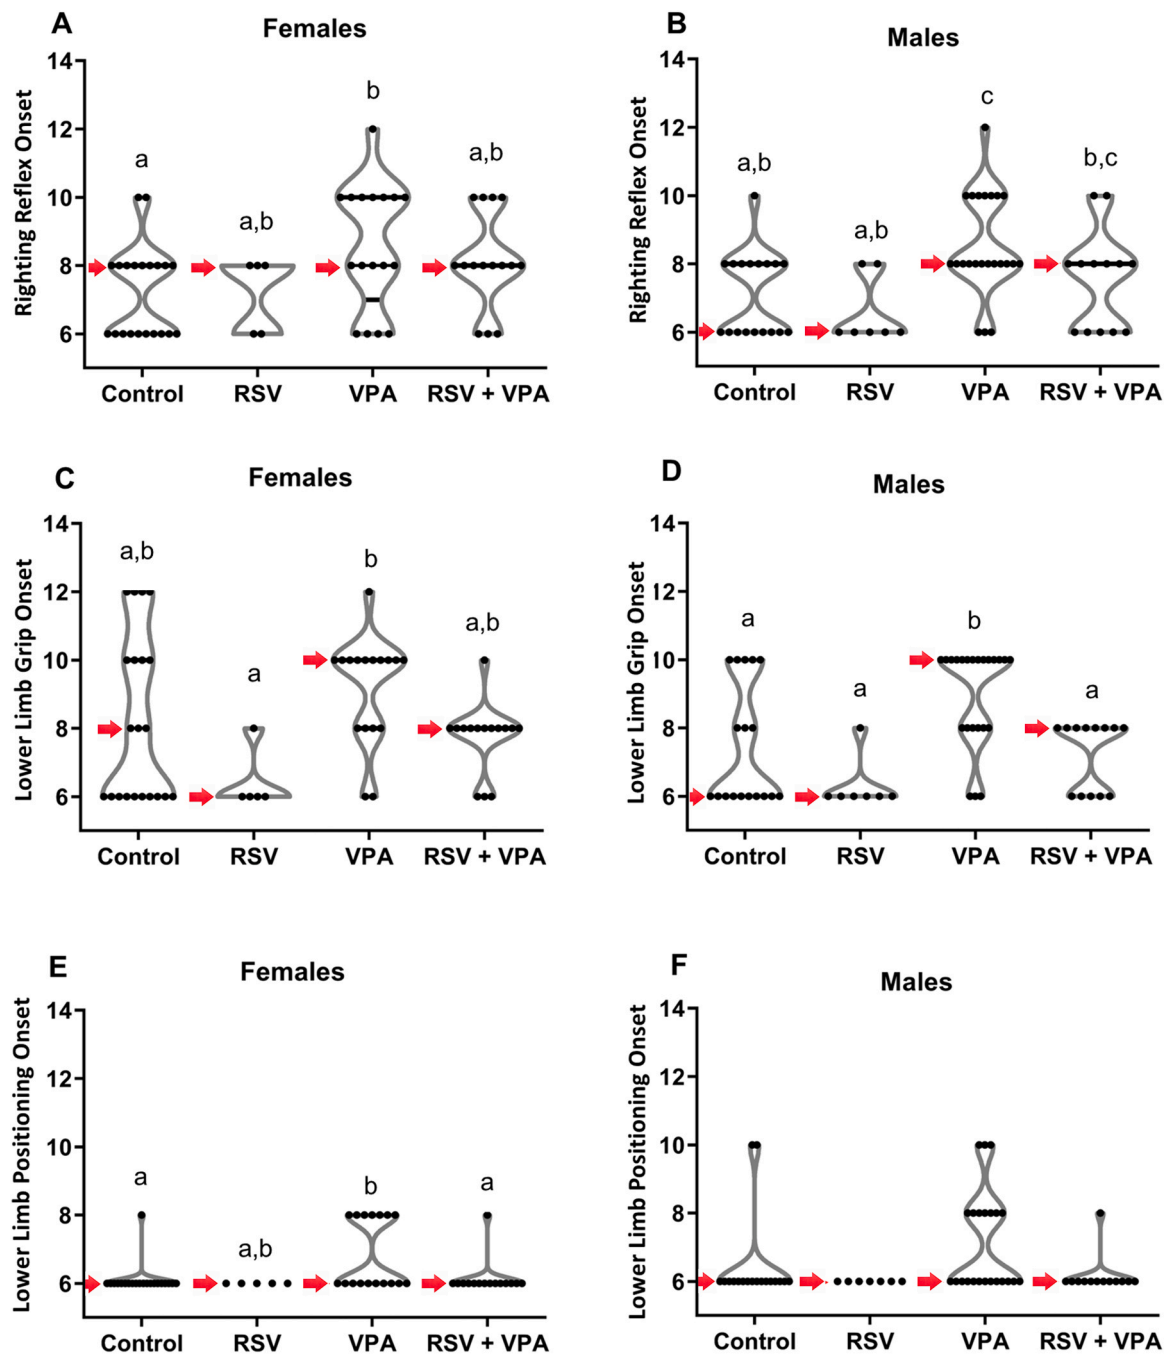 A
Females
Righting Reflex Onset
14
12
10
8
6
a
a,b
b
a,b
Control
RSV
VPA
RSV + VPA
B
Males
Righting Reflex Onset
14
12
10
8
6
a,b
a,b
c
b,c
Control
RSV
VPA
RSV + VPA
C
Females
Lower Limb Grip Onset
14
12
10
8
6
a,b
a
b
a,b
Control
RSV
VPA
RSV + VPA
D
Males
Lower Limb Grip Onset
14
12
10
8
6
a
a
b
a
Control
RSV
VPA
RSV + VPA
E
Females
Lower Limb Positioning Onset
14
12
10
8
6
a
a,b
b
a
Control
RSV
VPA
RSV + VPA
F
Males
Lower Limb Positioning Onset
14
12
10
8
6
Control
RSV
VPA
RSV + VPA